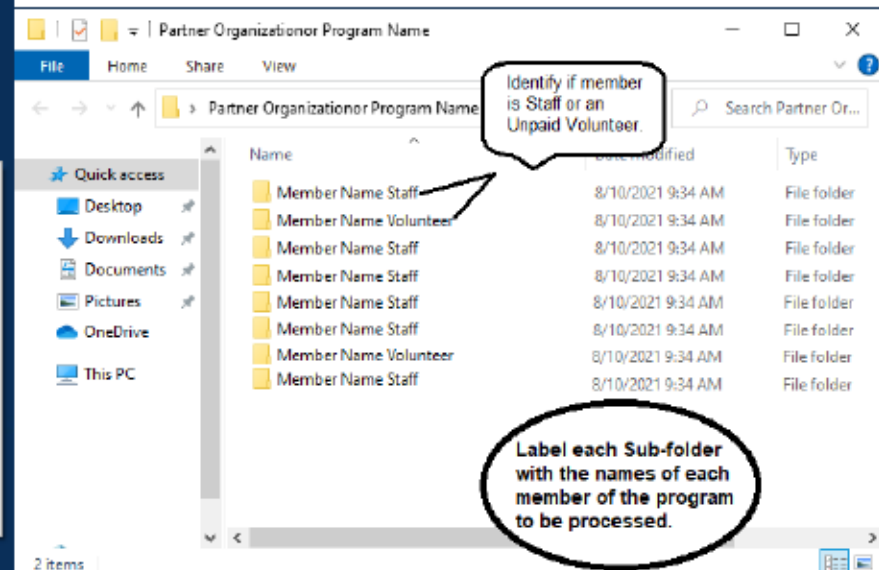 Partner Organizationor Program Name
File Home Share View
Partner Organizationor Program Name
Search Partner Or...
Identify if member
is Staff or an
Unpaid Volunteer.
Name modified Type
Quick access
Desktop
Downloads
Documents
Pictures
OneDrive
This PC
Member Name Staff 8/10/2021 9:34 AM File folder
Member Name Volunteer 8/10/2021 9:34 AM File folder
Member Name Staff 8/10/2021 9:34 AM File folder
Member Name Staff 8/10/2021 9:34 AM File folder
Member Name Staff 8/10/2021 9:34 AM File folder
Member Name Staff 8/10/2021 9:34 AM File folder
Member Name Volunteer 8/10/2021 9:34 AM File folder
Member Name Staff 8/10/2021 9:34 AM File folder
Label each Sub-folder
with the names of each
member of the program
to be processed.
2 items